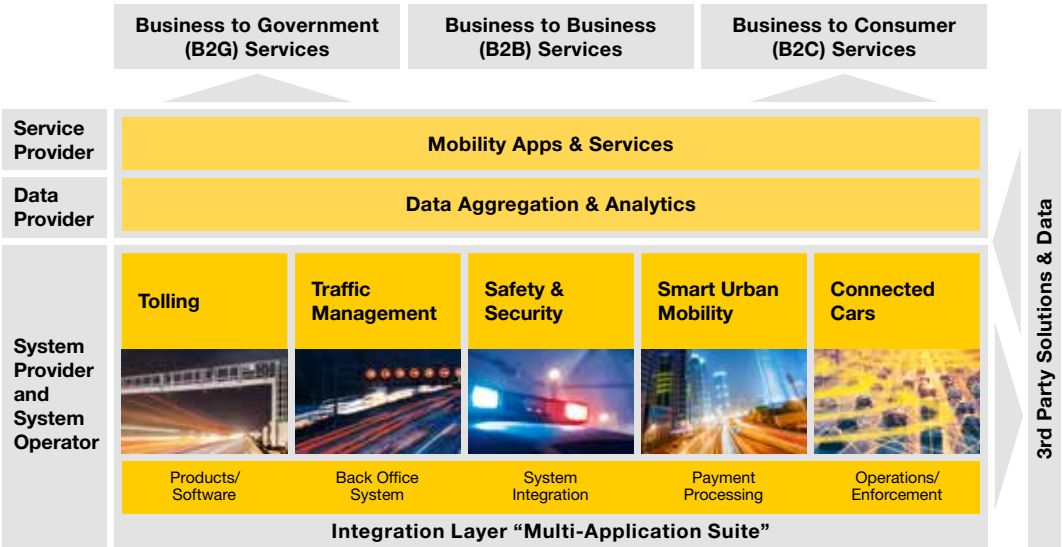 Business to Government
(B2G) Services
Business to Business
(B2B) Services
Business to Consumer
(B2C) Services
Service
Provider
Mobility Apps & Services
Data
Provider
Data Aggregation & Analytics
System
Provider
and
System
Operator
Tolling
Traffic
Management
Safety &
Security
Smart Urban
Mobility
Connected
Cars
Products/
Software
Back Office
System
System
Integration
Payment
Processing
Operations/
Enforcement
Integration Layer “Multi-Application Suite”
3rd Party Solutions & Data